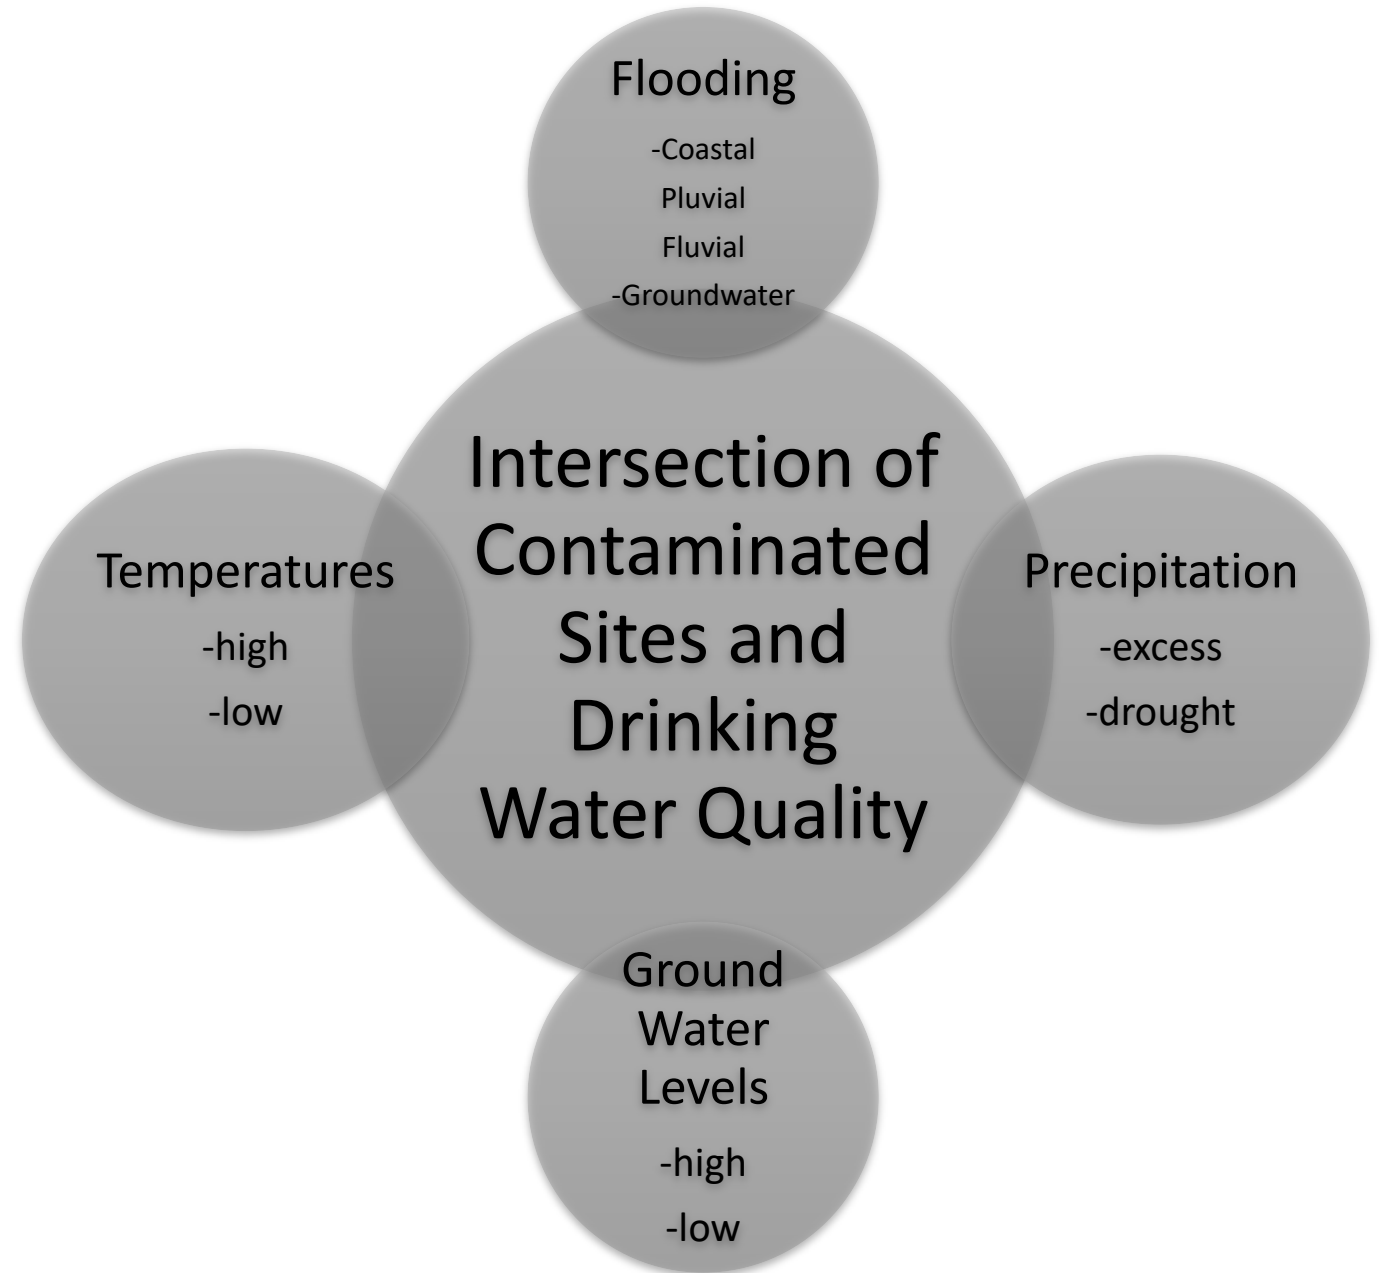 Flooding
-Coastal
Pluvial
Fluvial
-Groundwater
Intersection of
Contaminated
Sites and
Drinking
Water Quality
Temperatures
-high
-low
Precipitation
-excess
-drought
Ground
Water
Levels
-high
-low